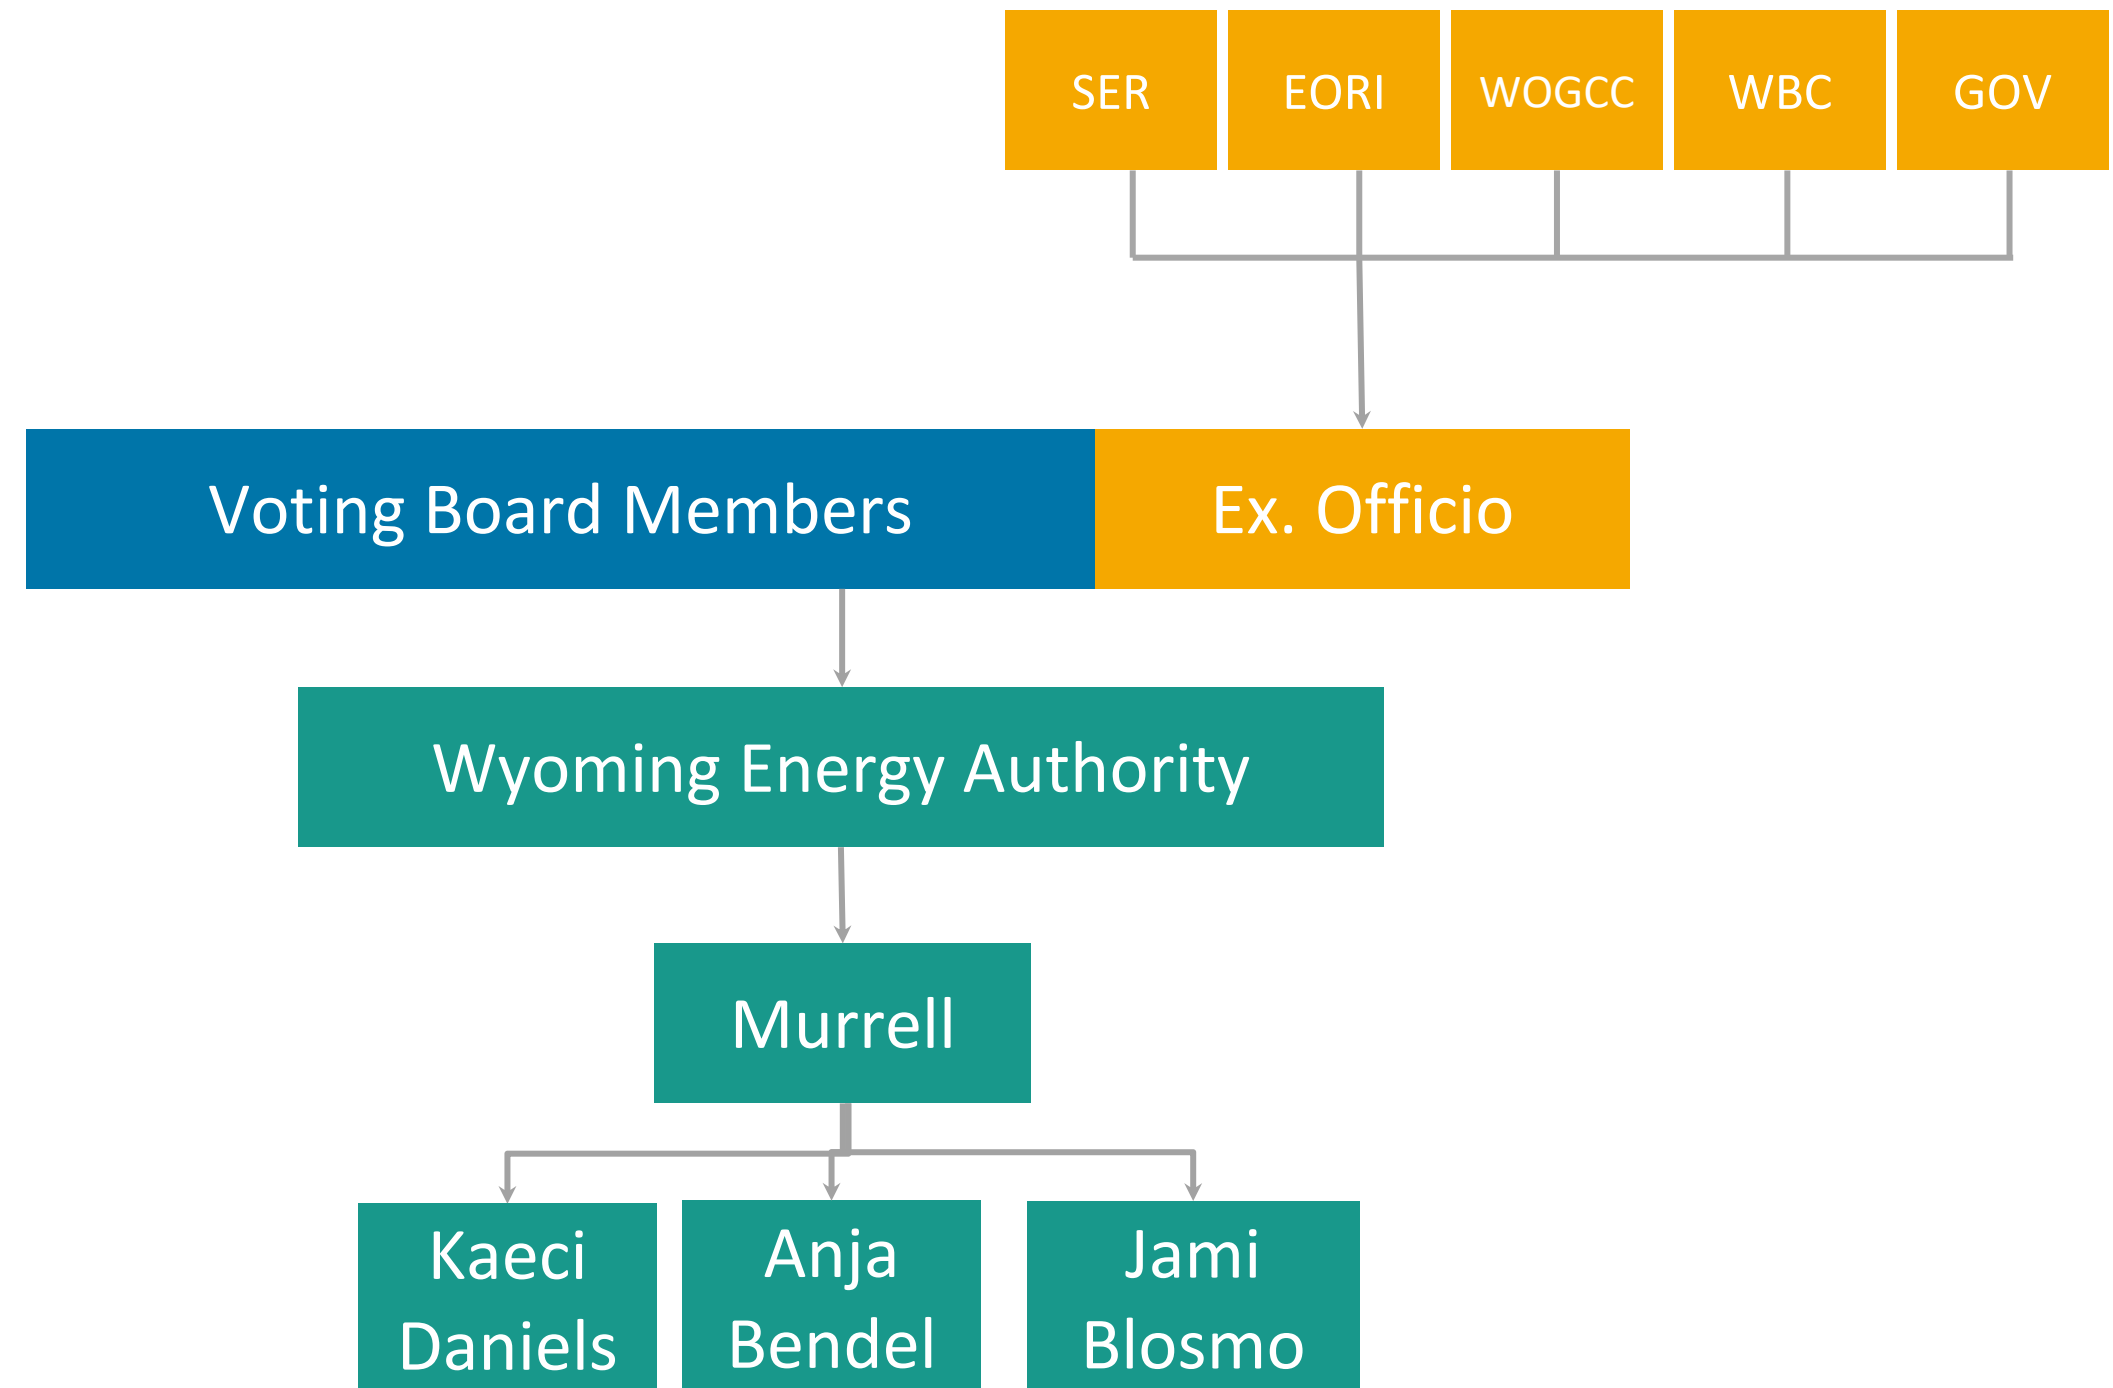 SER
EORI
WOGCC
WBC
GOV
Voting Board Members
Ex. Officio
Wyoming Energy Authority
Murrell
Kaeci
Daniels
Anja
Bendel
Jami
Blosmo